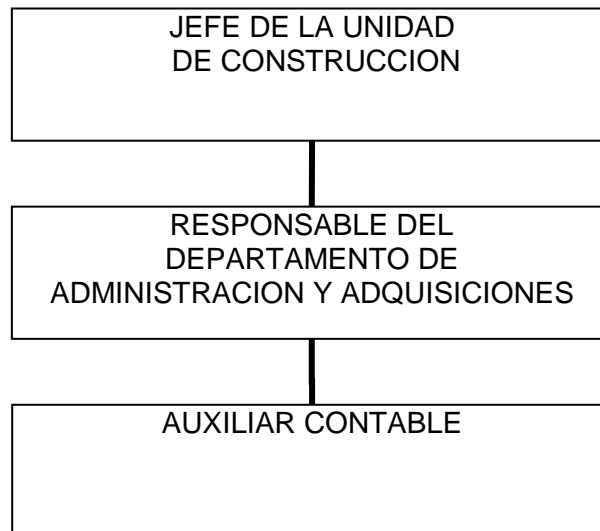 JEFE DE LA UNIDAD
DE CONSTRUCCION
RESPONSABLE DEL
DEPARTAMENTO DE
ADMINISTRACION Y ADQUISICIONES
AUXILIAR CONTABLE